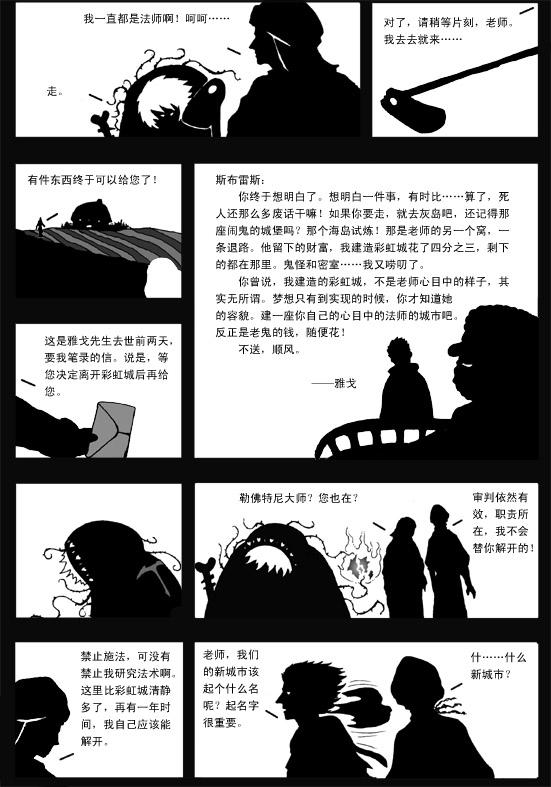 我一直都是法师啊！呵呵……
走。
对了，请稍等片刻，老师。
我去去就来……
有件东西终于可以给您了！
斯布雷斯：
你终于想明白了。想明白一件事，有时比……算了，死
人还那么多废话干嘛！如果你要走，就去灰岛吧，还记得那
座闹鬼的城堡吗？那个海岛试炼！那是老师的另一个窝，一
条退路。他留下的财富，我建造彩虹城花了四分之三，剩下
的都在那里。鬼怪和密室……我又唠叨了。
你曾说，我建造的彩虹城，不是老师心目中的样子，其
实无所谓。梦想只有到实现的时候，你才知道她
的容貌。建一座你自己的心目中的法师的城市吧。
反正是老鬼的钱，随便花！
不送，顺风。
——雅戈
这是雅戈先生去世前两天，
要我笔录的信。说是，等
您决定离开彩虹城后再给
您。
勒佛特尼大师？您也在？
审判依然有
效，职责所
在，我不会
替你解开的！
禁止施法，可没有
禁止我研究法术啊。
这里比彩虹城清静
多了，再有一年时
间，我自己应该能
解开。
老师，我们
的新城市该
起个什么名
呢？起名字
很重要。
什……什么
新城市？